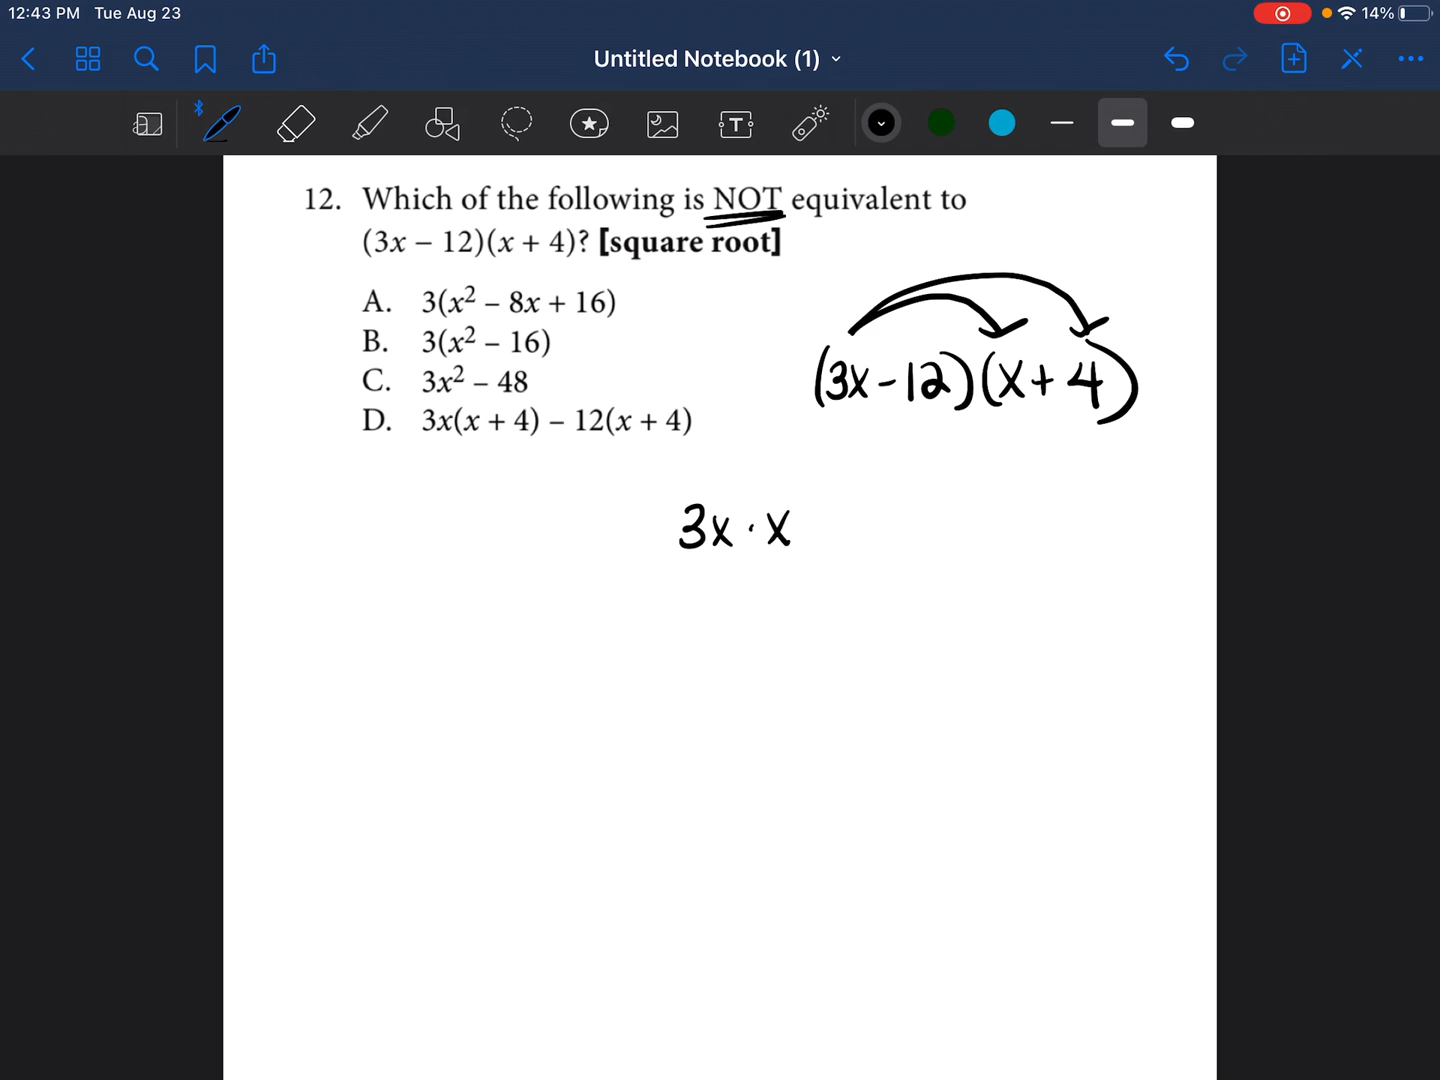 12:43 PM Tue Aug 23
14%
Untitled Notebook (1)
T
12. Which of the following is NOT equivalent to
(3x – 12)(x + 4)? [square root]
A. 3(x² – 8x + 16)
B. 3(x² – 16)
C. 3x² – 48
D. 3x(x + 4) – 12(x + 4)
(3x-12)(x+4)
3x · x